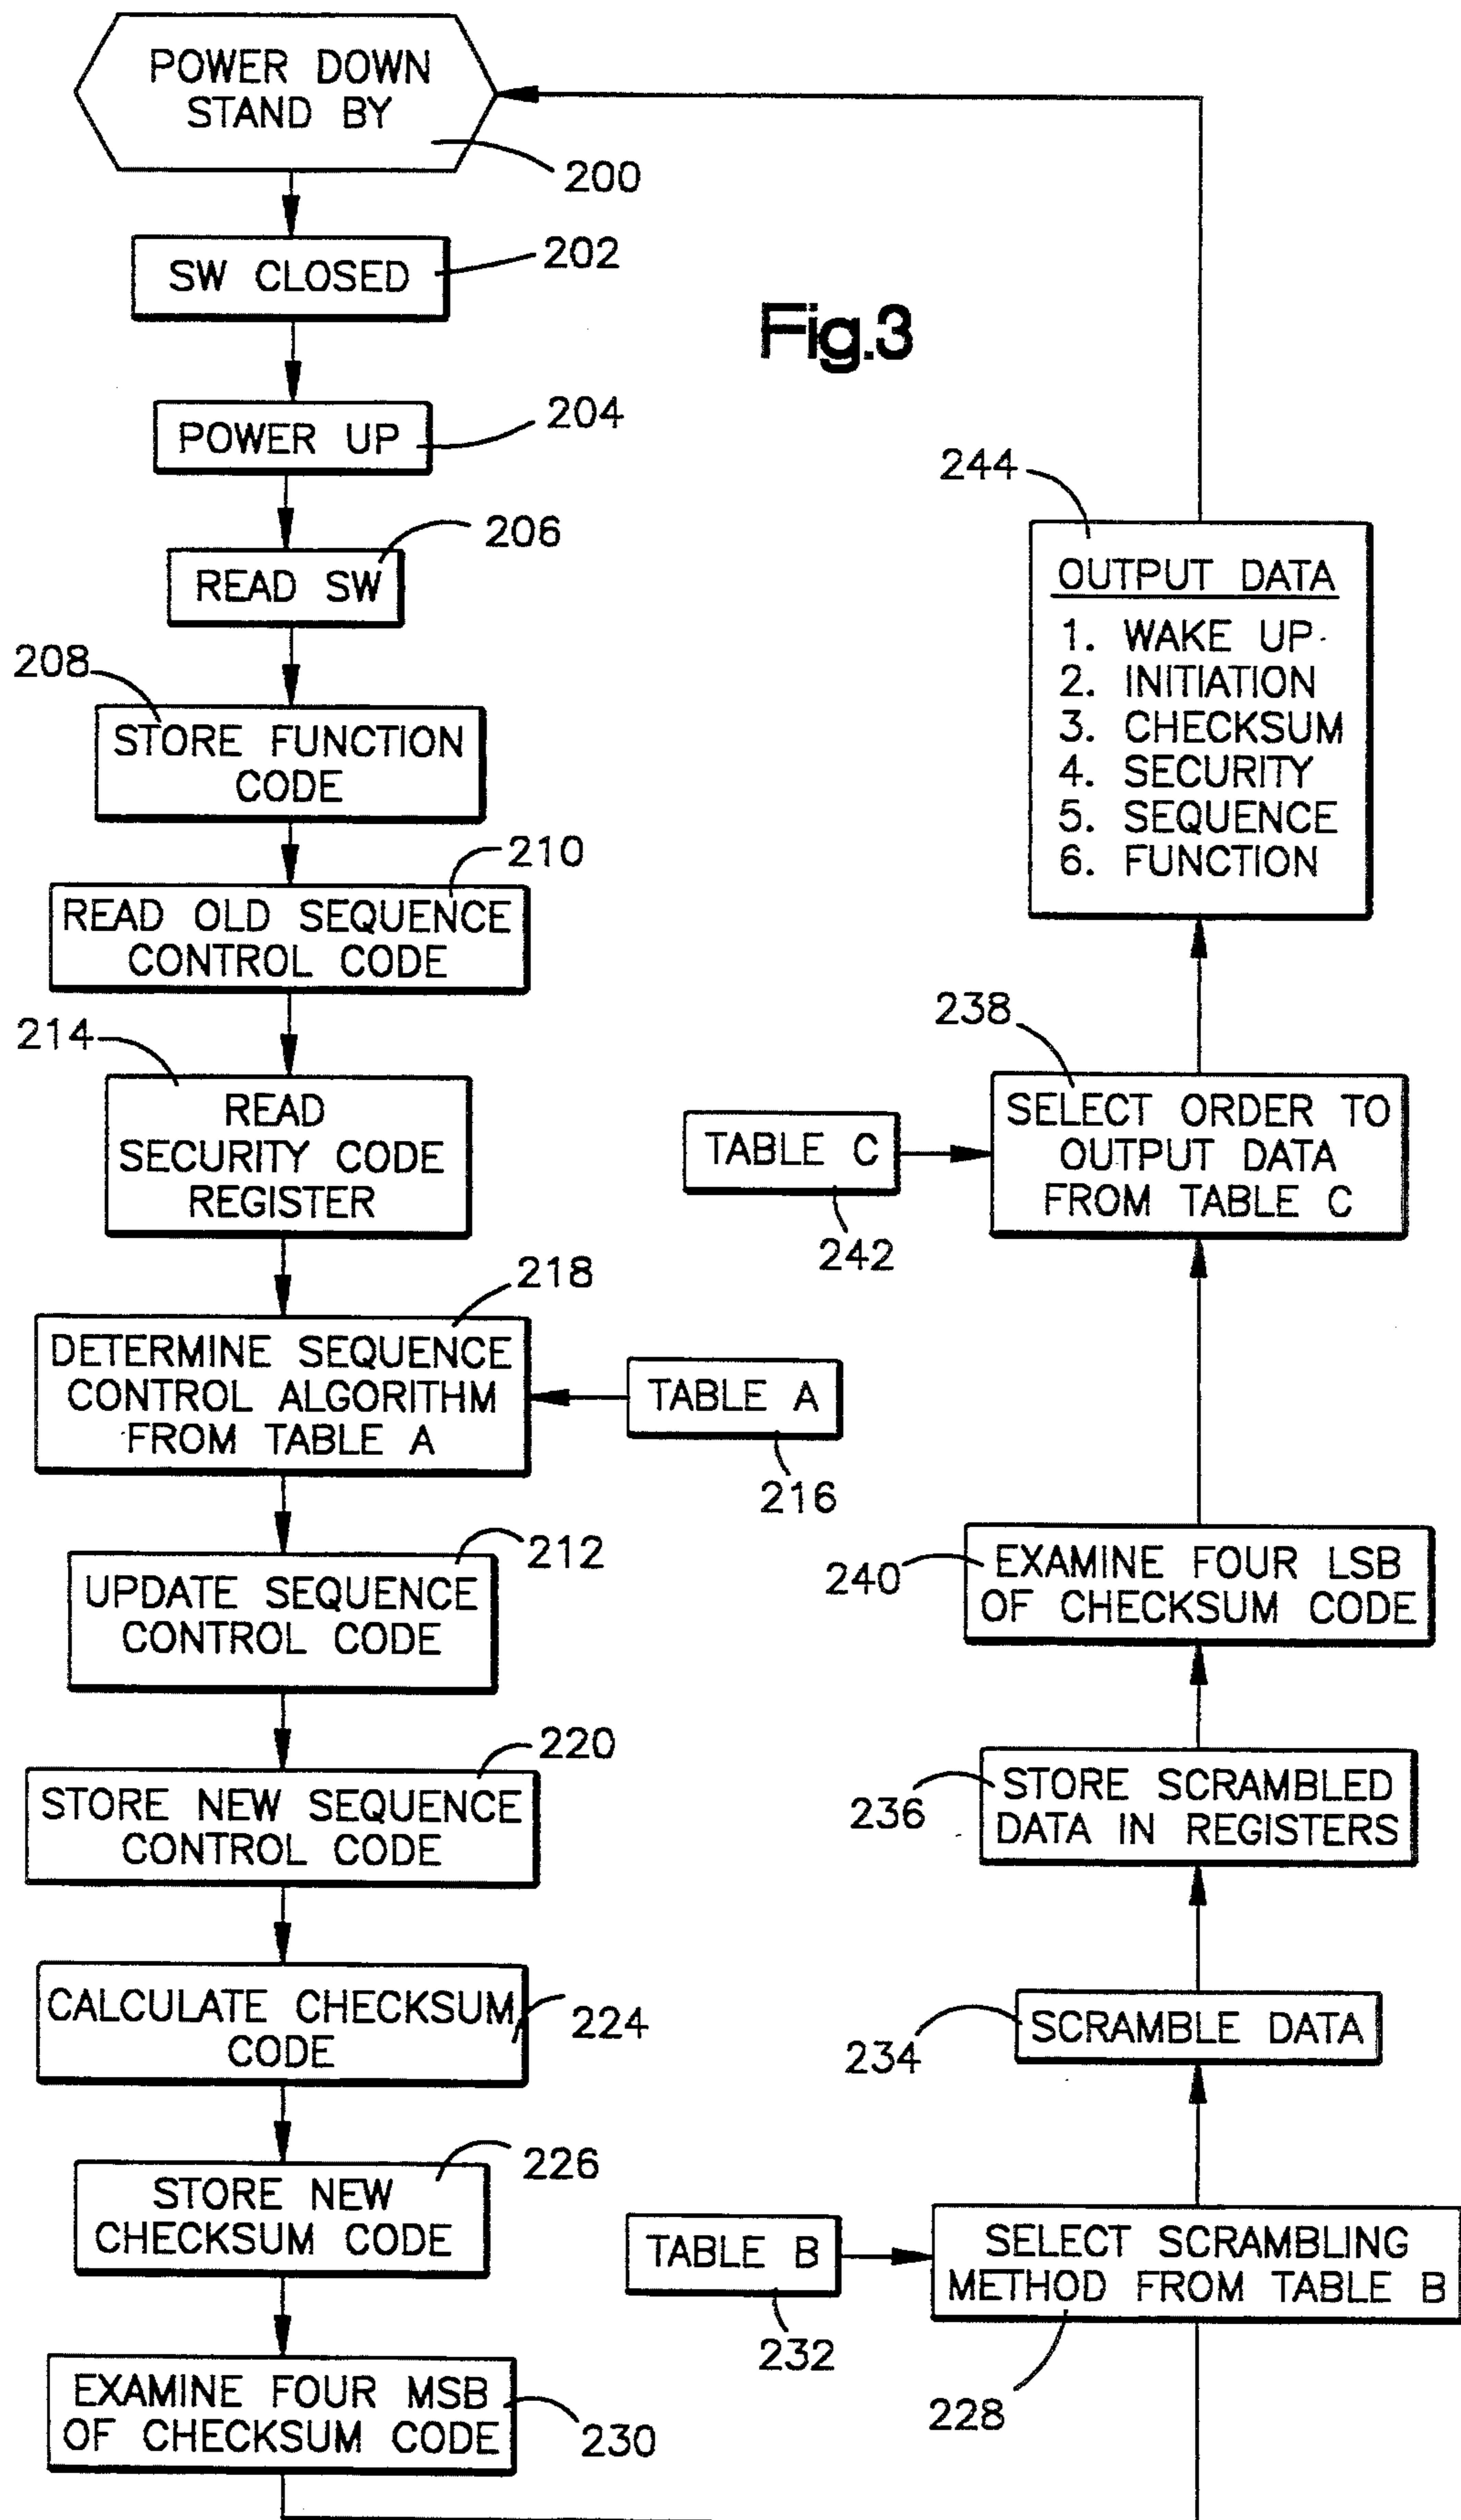 POWER DOWN
STAND BY
200
SW CLOSED
202
Fig.3
POWER UP
204
READ SW
206
208
STORE FUNCTION
CODE
210
READ OLD SEQUENCE
CONTROL CODE
214
READ
SECURITY CODE
REGISTER
218
DETERMINE SEQUENCE
CONTROL ALGORITHM
FROM TABLE A
TABLE A
216
212
UPDATE SEQUENCE
CONTROL CODE
220
STORE NEW SEQUENCE
CONTROL CODE
CALCULATE CHECKSUM
CODE
224
226
STORE NEW
CHECKSUM CODE
EXAMINE FOUR MSB
OF CHECKSUM CODE
230
TABLE B
232
SELECT SCRAMBLING
METHOD FROM TABLE B
228
SCRAMBLE DATA
234
STORE SCRAMBLED
DATA IN REGISTERS
236
EXAMINE FOUR LSB
OF CHECKSUM CODE
240
238
SELECT ORDER TO
OUTPUT DATA
FROM TABLE C
TABLE C
242
244
OUTPUT DATA
1. WAKE UP
2. INITIATION
3. CHECKSUM
4. SECURITY
5. SEQUENCE
6. FUNCTION